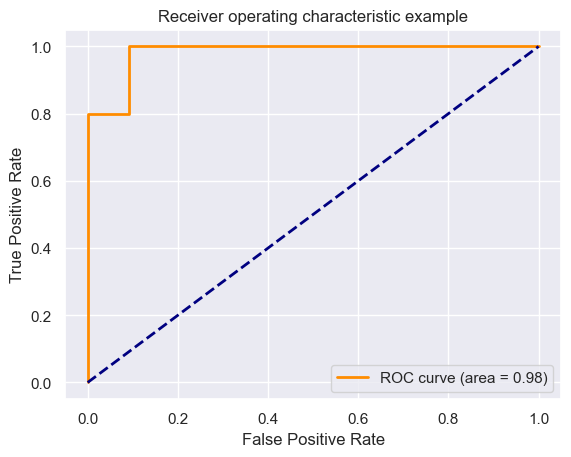 Receiver operating characteristic example
True Positive Rate
1.0
0.8
0.6
0.4
0.2
0.0
ROC curve (area = 0.98)
0.0 0.2 0.4 0.6 0.8 1.0
False Positive Rate